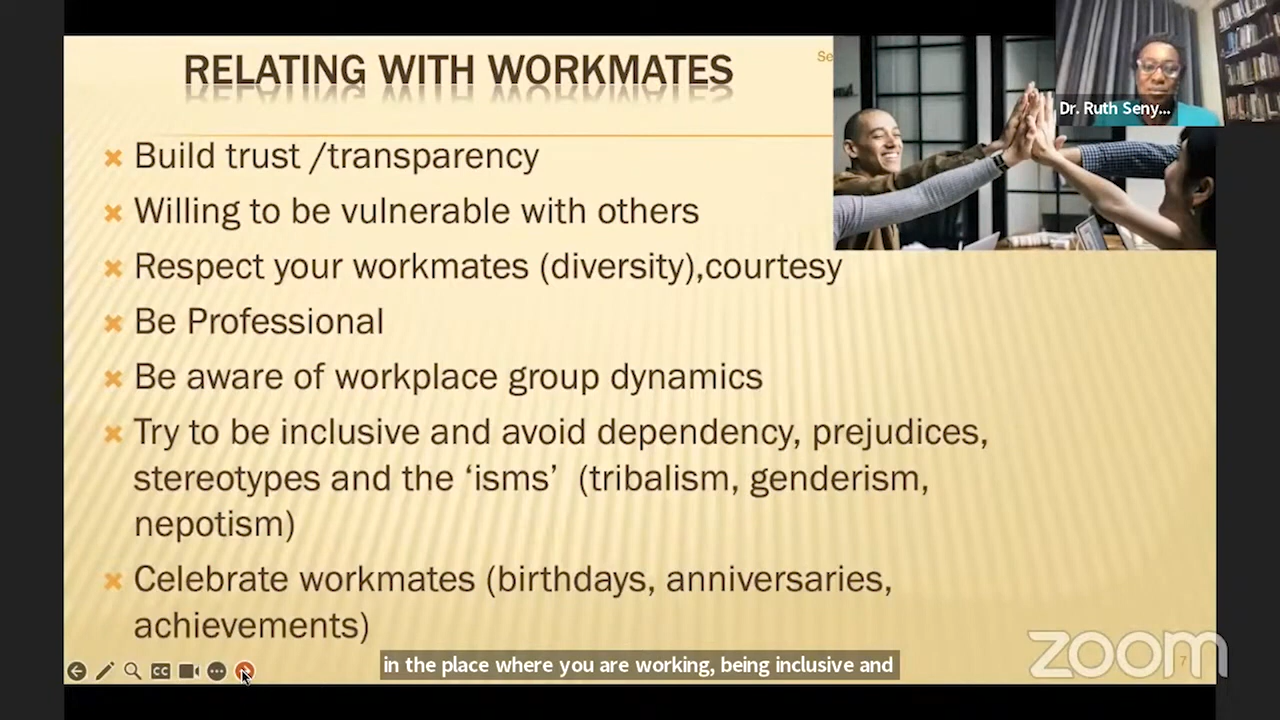 RELATING WITH WORKMATES
Se
Dr. Ruth Seny...
Build trust /transparency
Willing to be vulnerable with others
Respect your workmates (diversity),courtesy
Be Professional
Be aware of workplace group dynamics
Try to be inclusive and avoid dependency, prejudices,
stereotypes and the ‘isms’ (tribalism, genderism,
nepotism)
Celebrate workmates (birthdays, anniversaries,
achievements)
CC
in the place where you are working, being inclusive and
zoom
7